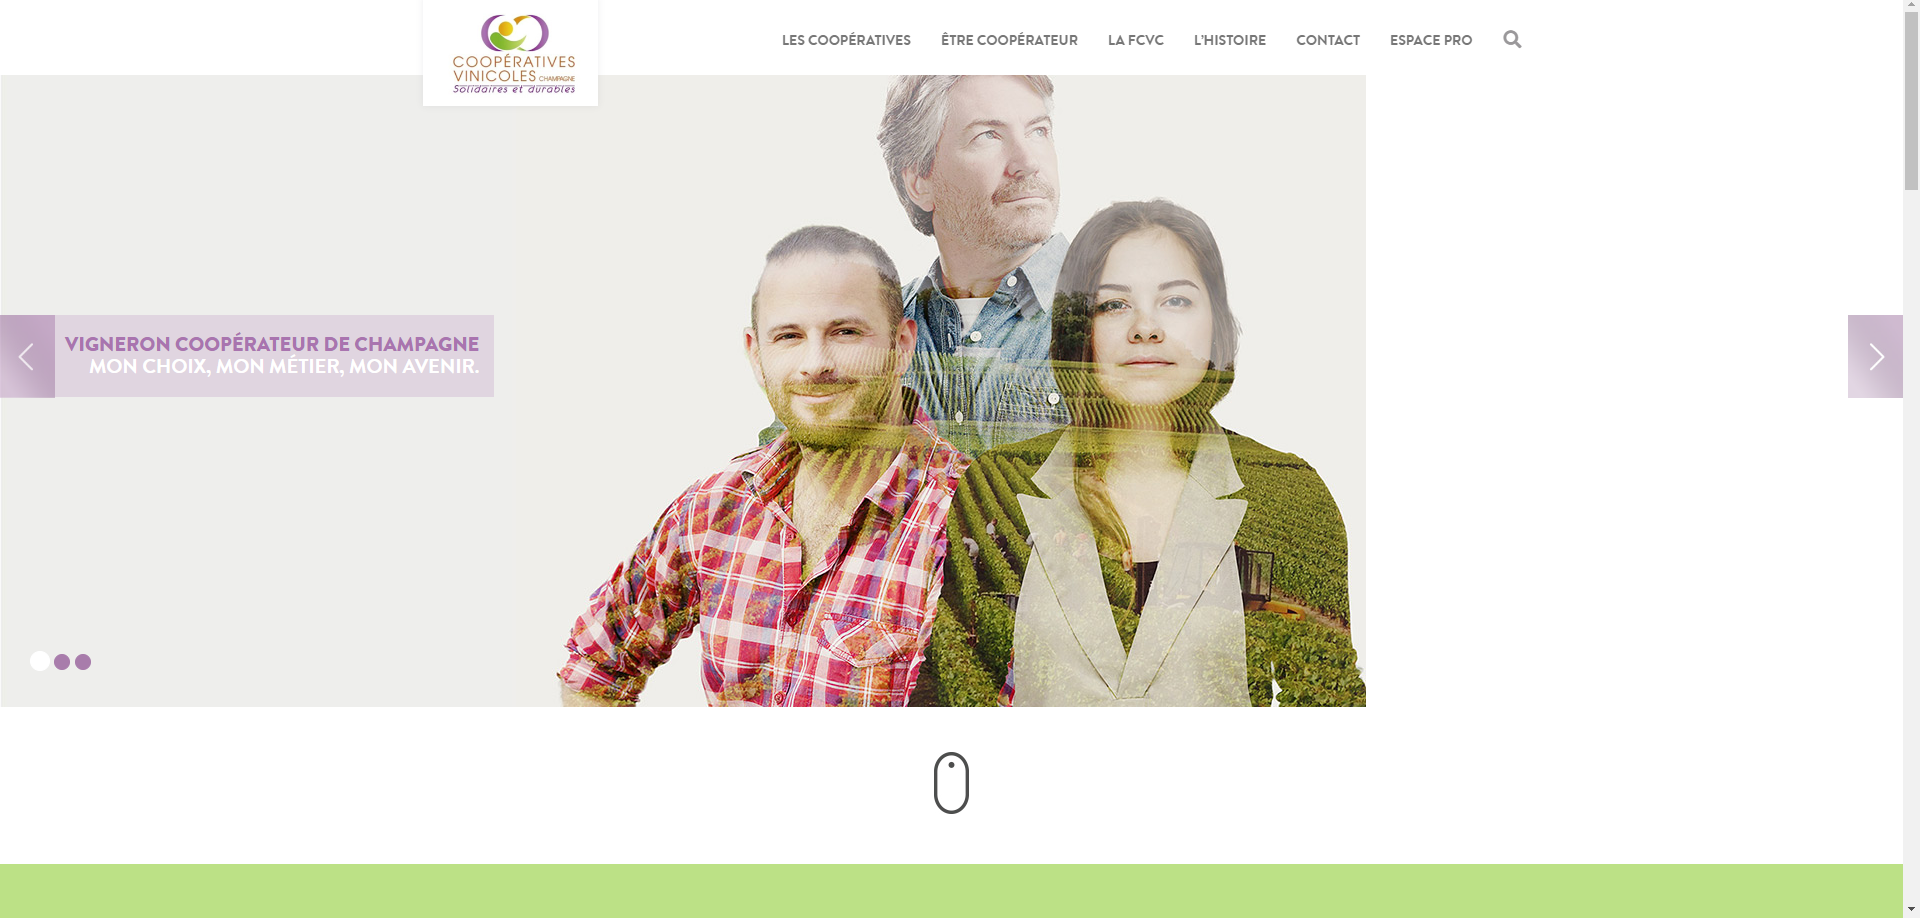 COOPÉRATIVES
VINICOLES CHAMPAGNE
Solidaires et durables
LES COOPÉRATIVES
ÊTRE COOPÉRATEUR
LA FCVC
L'HISTOIRE
CONTACT
ESPACE PRO
VIGNERON COOPÉRATEUR DE CHAMPAGNE
MON CHOIX, MON MÉTIER, MON AVENIR.